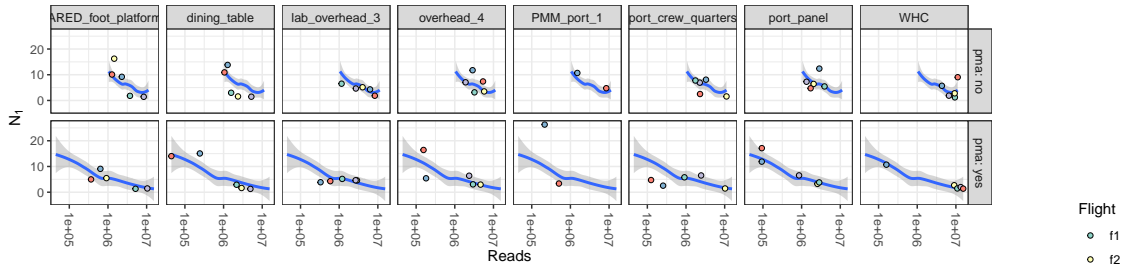 ARED_foot_platform dining_table lab_overhead_3 overhead_4 PMM_port_1 port_crew_quarters port_panel WHC
20
10
0
pma: no
20
10
0
pma: yes
N1
1e+05 1e+06 1e+07 1e+05 1e+06 1e+07 1e+05 1e+06 1e+07 1e+05 1e+06 1e+07 1e+05 1e+06 1e+07 1e+05 1e+06 1e+07 1e+05 1e+06 1e+07 1e+05 1e+06 1e+07
Reads
Flight
f1
f2